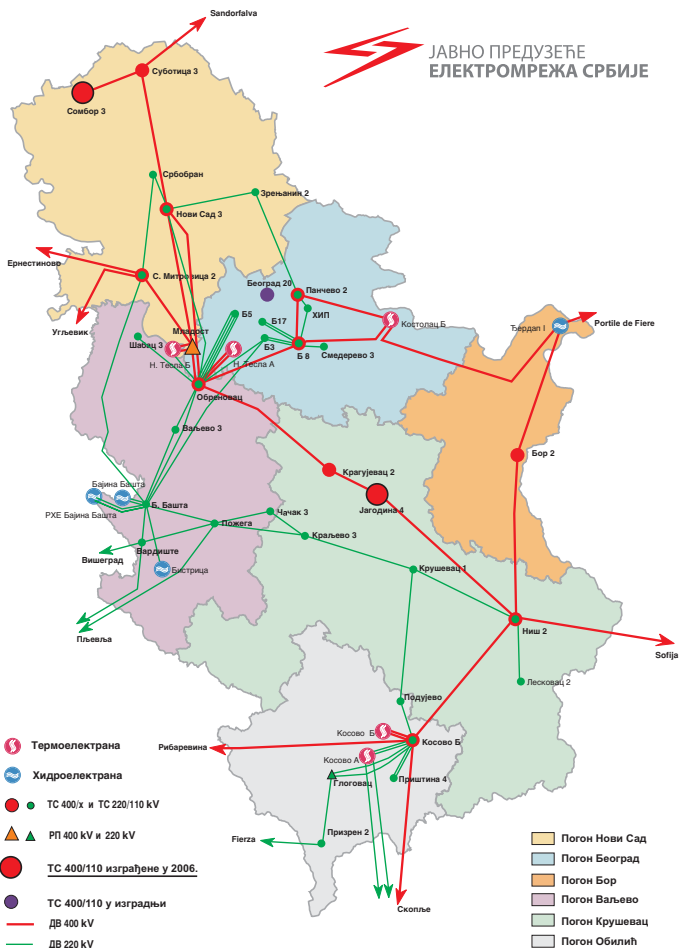 Sandorfalva
ЈАВНО ПРЕДУЗЕЋЕ
ЕЛЕКТРОМРЕЖА СРБИЈЕ
Суботица 3
Сомбор 3
Србобран
Зрењанин 2
Нови Сад 3
Ернестиново
С. Митровица 2
Београд 20
Панчево 2
Угљевик
Младост
Б5
Б17
ХИП
Костолац Б
Ђердап I
Portile de Fiere
Шабац 3
Н. Тесла Б
Н. Тесла А
Б3
Б 8
Смедерево 3
Обреновац
Ваљево 3
Бор 2
Крагујевац 2
Бајина Башта
Јагодина 4
РХЕ Бајина Башта
Б. Башта
Чачак 3
Пожега
Краљево 3
Вардиште
Вишеград
Бистрица
Крушевац 1
Пљевља
Ниш 2
Sofija
Лесковац 2
Подујево
Косово Б
Косово Б
Рибаревина
Косово А
Глоговац
Приштина 4
Призрен 2
Fierza
Скопље
Термоелектрана
Хидроелектрана
ТС 400/x и ТС 220/110 kV
РП 400 kV и 220 kV
ТС 400/110 изграђене у 2006.
ТС 400/110 у изградњи
ДВ 400 kV
ДВ 220 kV
Погон Нови Сад
Погон Београд
Погон Бор
Погон Ваљево
Погон Крушевац
Погон Обилић